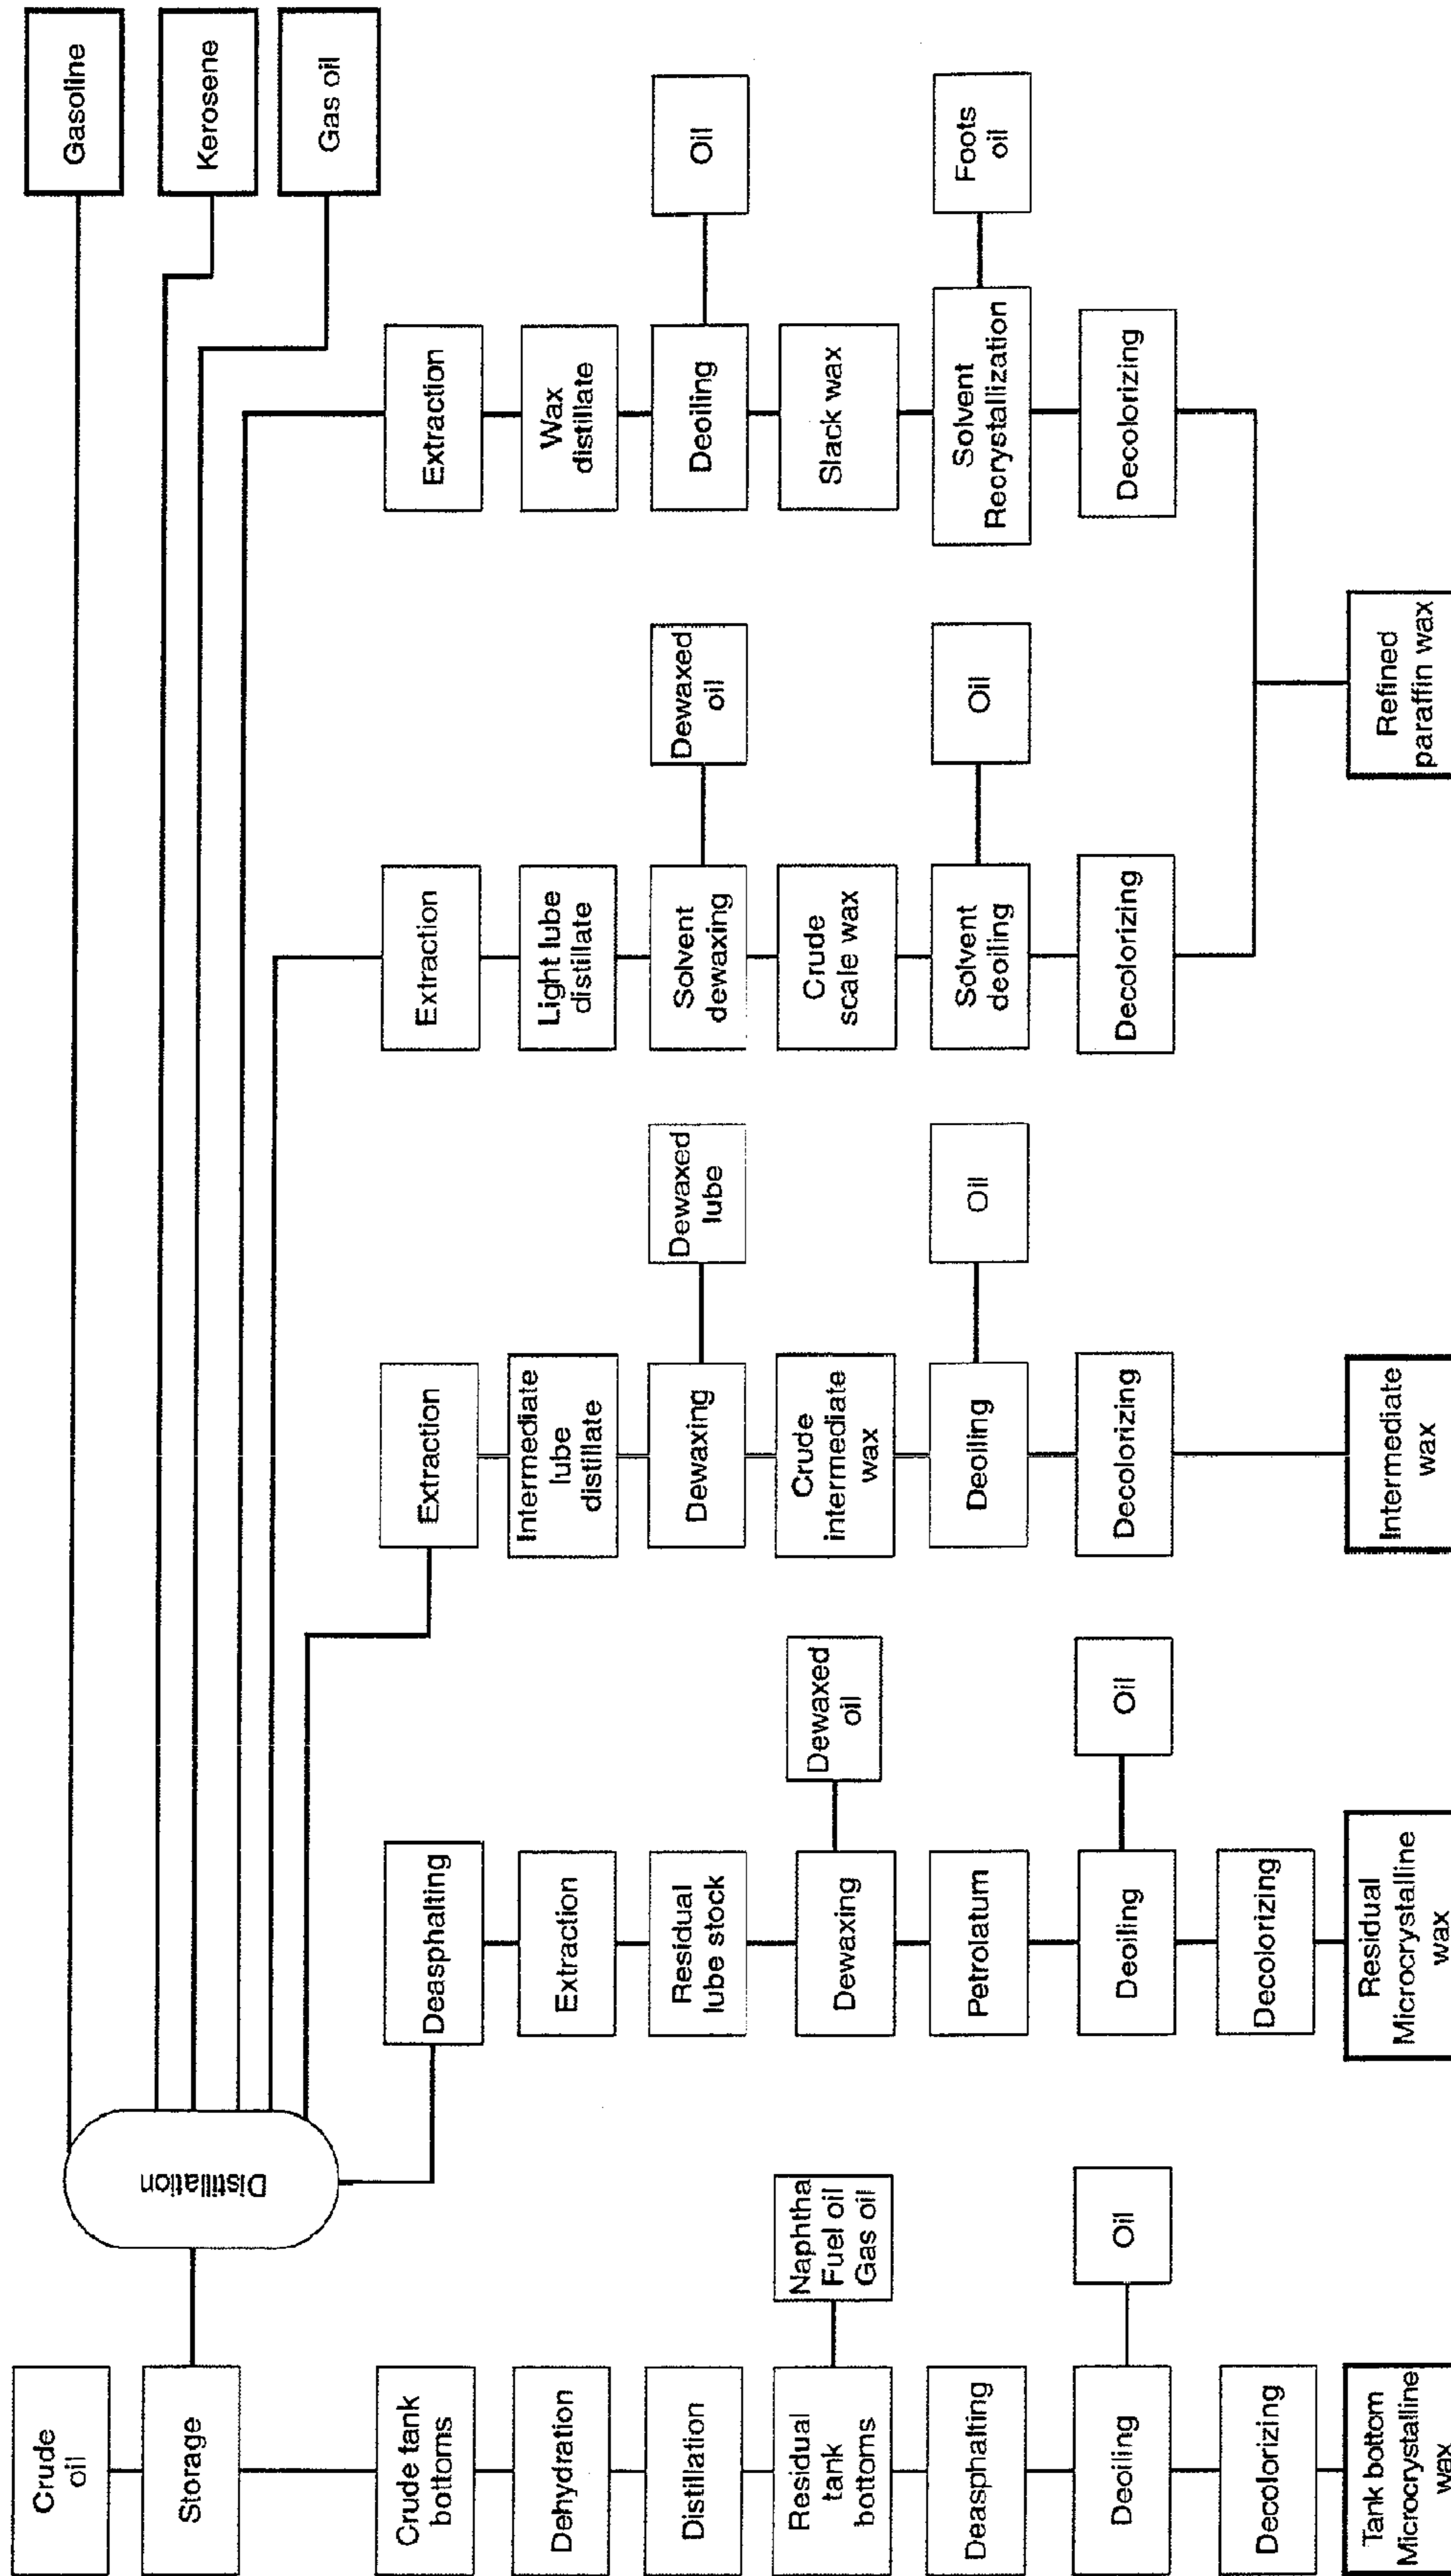 Crude
oil
Storage
Distillation
Gasoline
Kerosene
Gas oil
Crude tank
bottoms
Dehydration
Distillation
Residual
tank
bottoms
Naphtha
Fuel oil
Gas oil
Deasphalting
Deoiling
Oil
Decolorizing
Tank bottom
Microcrystalline
wax
Deasphalting
Extraction
Residual
lube stock
Dewaxing
Dewaxed
oil
Petrolatum
Deoiling
Oil
Decolorizing
Residual
Microcrystalline
wax
Extraction
Intermediate
lube
distillate
Dewaxing
Dewaxed
lube
Crude
intermediate
wax
Deoiling
Oil
Decolorizing
Intermediate
wax
Extraction
Light lube
distillate
Solvent
dewaxing
Dewaxed
oil
Crude
scale wax
Solvent
deoiling
Oil
Decolorizing
Extraction
Wax
distillate
Deoiling
Oil
Slack wax
Solvent
Recrystallization
Foots
oil
Decolorizing
Refined
paraffin wax